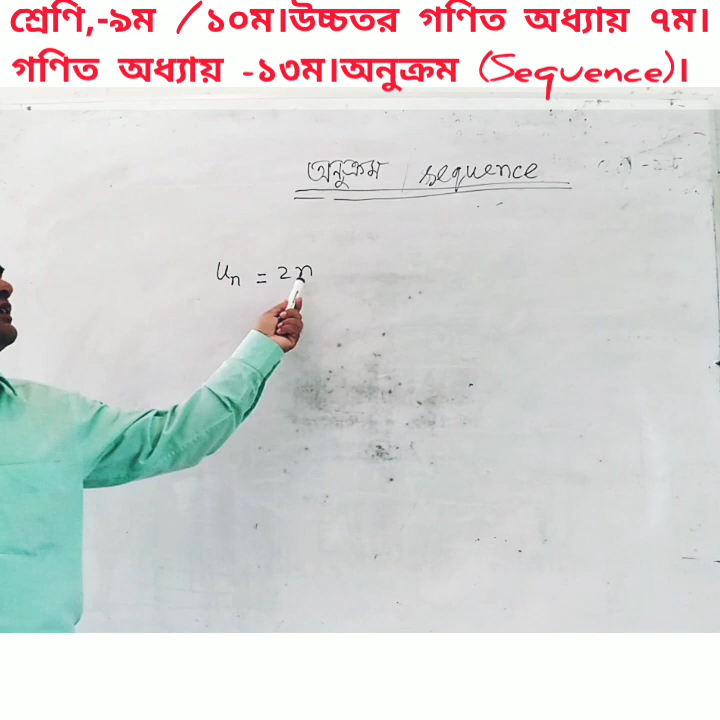 শ্রেণি,-৯ম /১০ম।উচ্চতর গণিত অধ্যায় ৭ম।
গণিত অধ্যায় -১৩ম।অনুক্রম (Sequence)।
অনুক্রম / sequence
uₙ = 2n